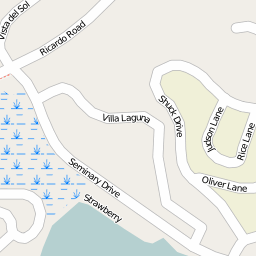 Vista del Sol
Ricardo Road
Villa Laguna
Shuck Drive
Judson Lane
Rice Lane
Seminary Drive
Oliver Lane
Strawberry